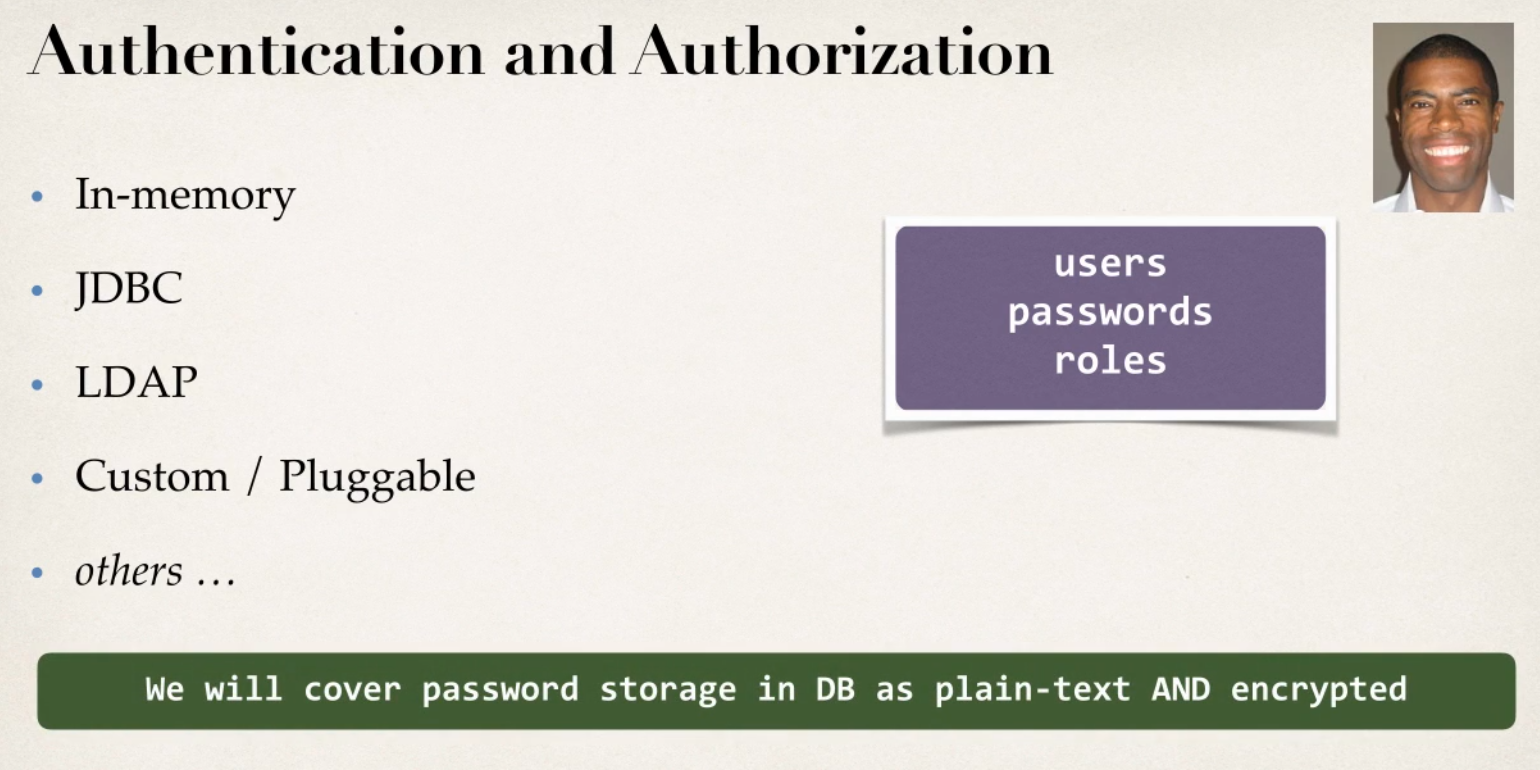 Authentication and Authorization
• In-memory
• JDBC
• LDAP
• Custom / Pluggable
• others …
users
passwords
roles
We will cover password storage in DB as plain-text AND encrypted